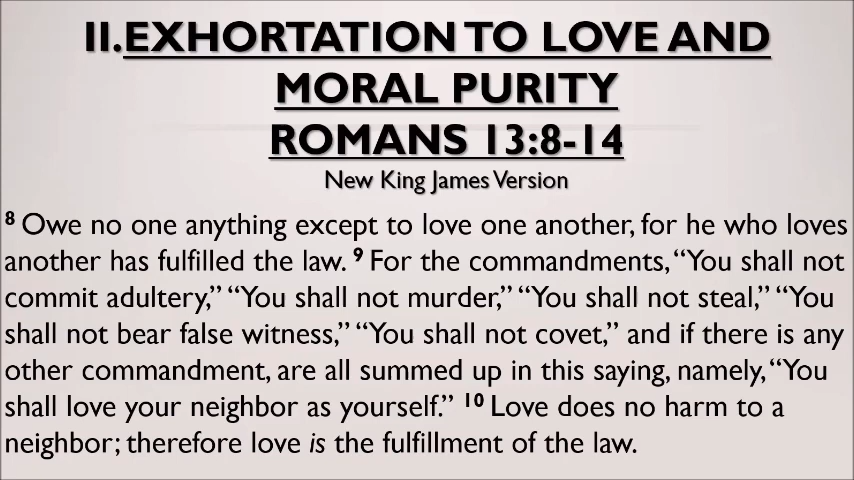 II.EXHORTATION TO LOVE AND
MORAL PURITY
ROMANS 13:8-14
New King James Version
8 Owe no one anything except to love one another, for he who loves
another has fulfilled the law. 9 For the commandments, “You shall not
commit adultery,” “You shall not murder,” “You shall not steal,” “You
shall not bear false witness,” “You shall not covet,” and if there is any
other commandment, are all summed up in this saying, namely, “You
shall love your neighbor as yourself.” 10 Love does no harm to a
neighbor; therefore love is the fulfillment of the law.